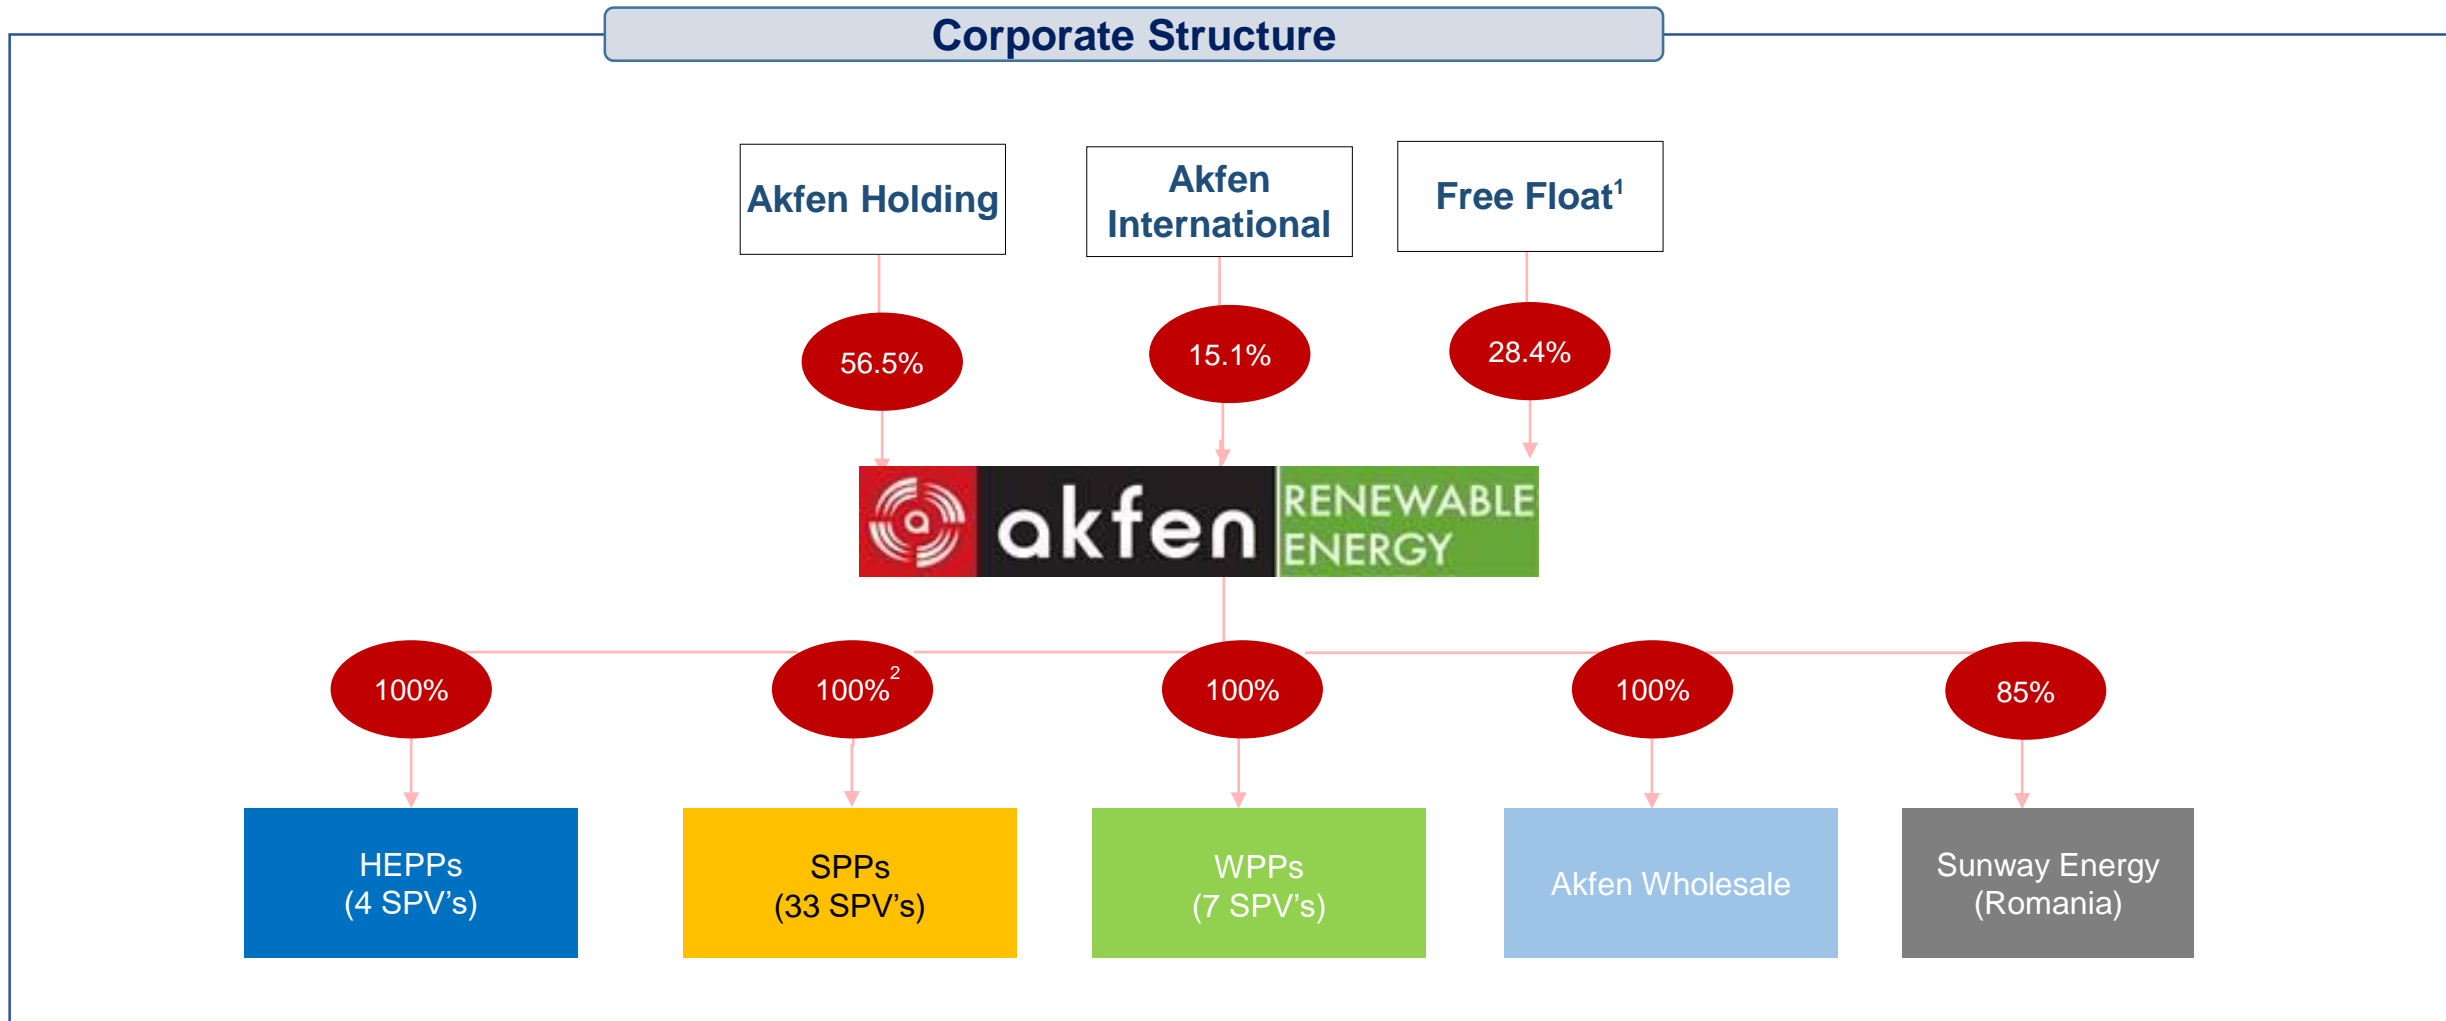 Corporate Structure
Akfen Holding
Akfen
International
Free Float¹
56.5%
15.1%
28.4%
a akfen RENEWABLE
ENERGY
100%
100%²
100%
100%
85%
HEPPs
(4 SPV’s)
SPPs
(33 SPV’s)
WPPs
(7 SPV’s)
Akfen Wholesale
Sunway Energy
(Romania)